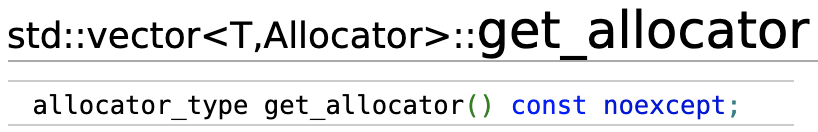 std::vector<T,Allocator>::get_allocator
allocator_type get_allocator() const noexcept;